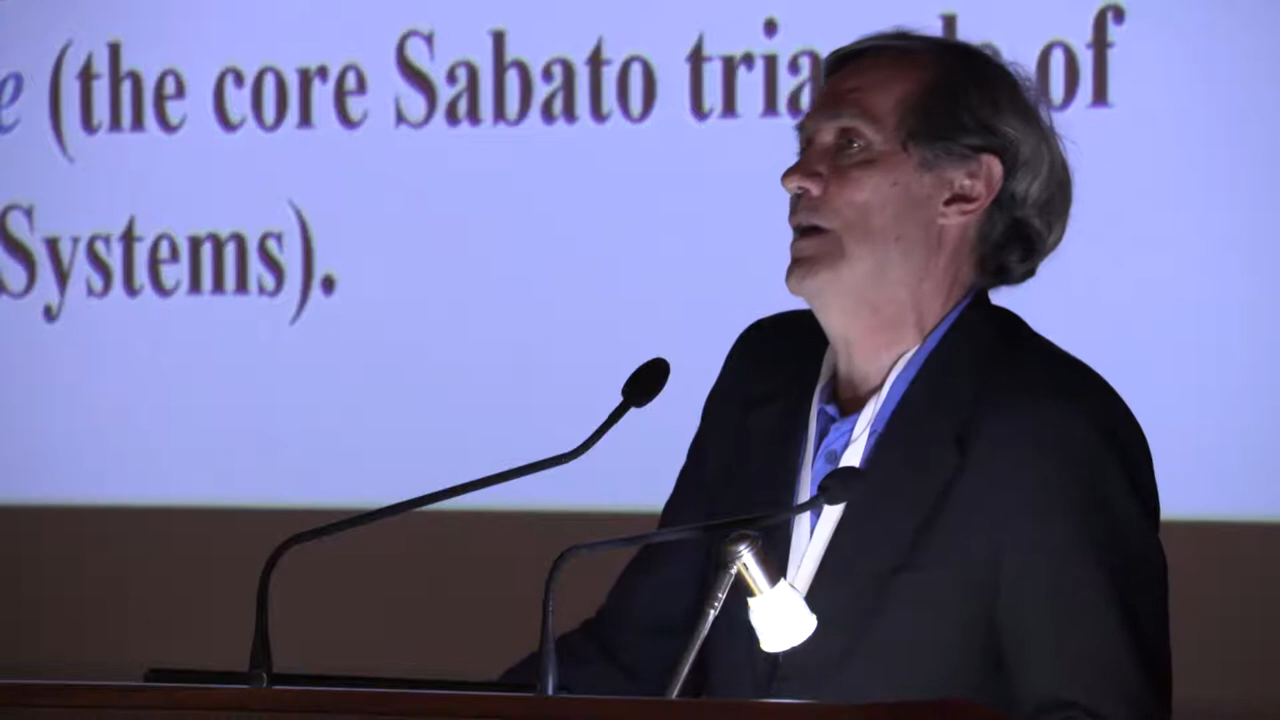 (the core Sabato of
Systems).